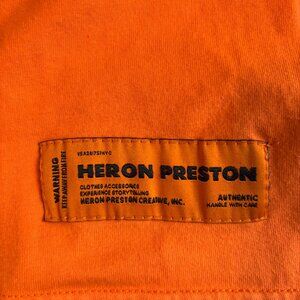 WARNING
KEEP AWAY FROM FIRE
HERON PRESTON
CLOTHES ACCESSORIES
EXPERIENCE STORYTELLING
HERON PRESTON CREATIVE, INC.
AUTHENTIC
HANDLE WITH CARE